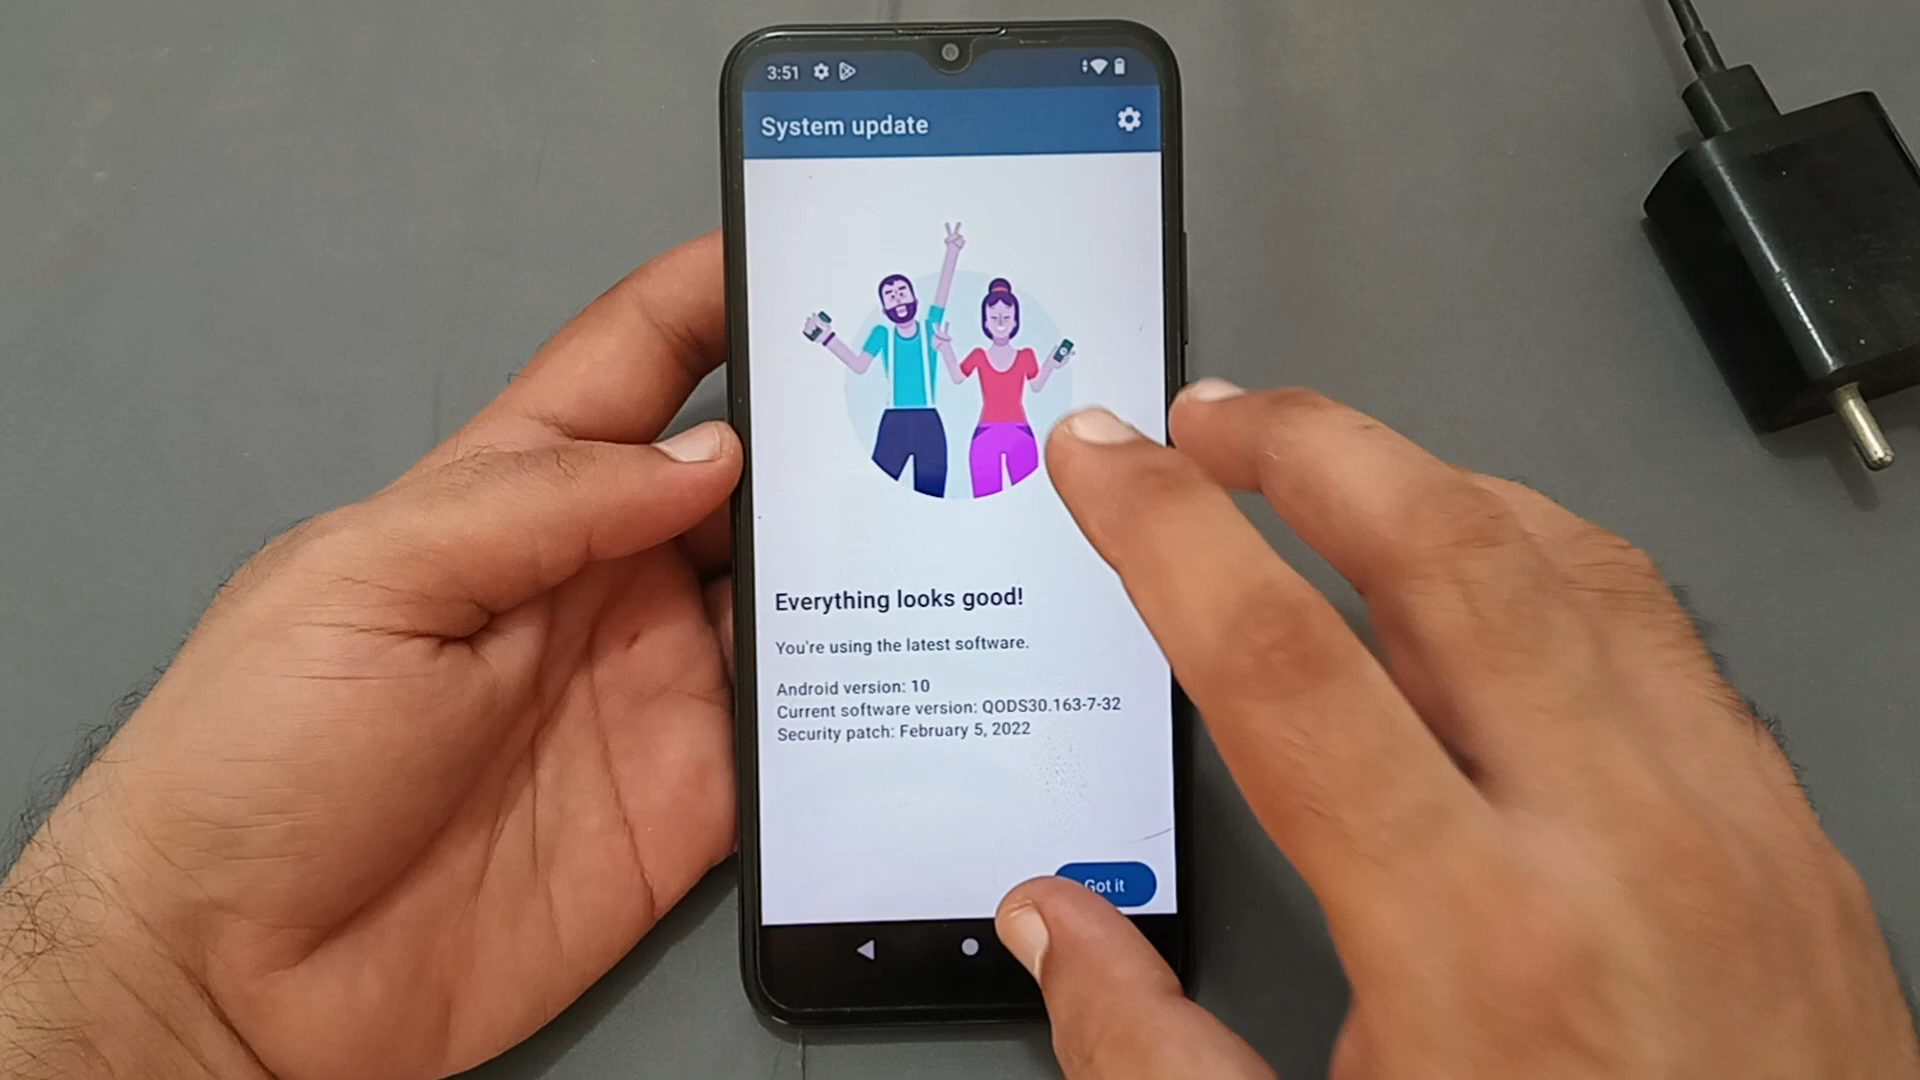 3:51
System update
Everything looks good!
You're using the latest software.
Android version: 10
Current software version: QODS30.163-7-32
Security patch: February 5, 2022
Got it